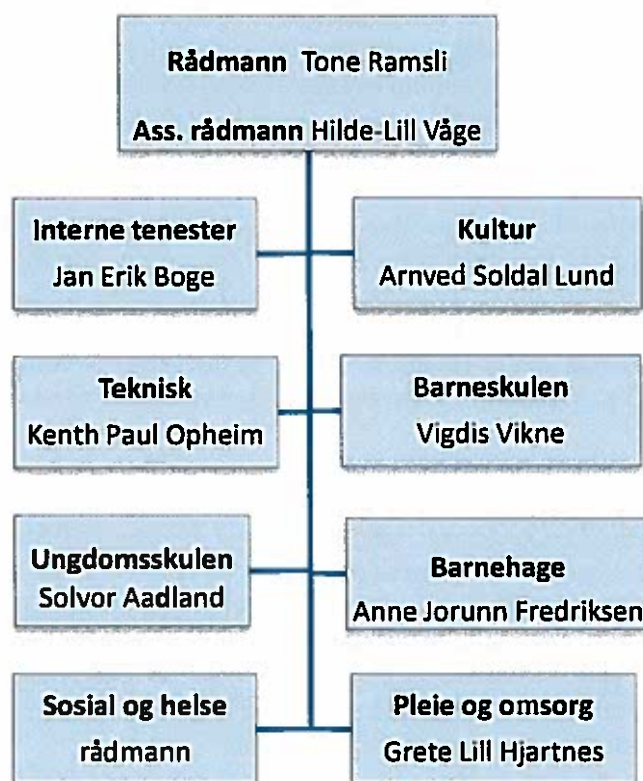 Rådmann Tone Ramsli
Ass. rådmann Hilde-Lill Våge
Interne tenester
Jan Erik Boge
Kultur
Arnved Soldal Lund
Teknisk
Kenth Paul Opheim
Barneskulen
Vigdis Vikne
Ungdomsskulen
Solvor Aadland
Barnehage
Anne Jorunn Fredriksen
Sosial og helse
rådmann
Pleie og omsorg
Grete Lill Hjartnes